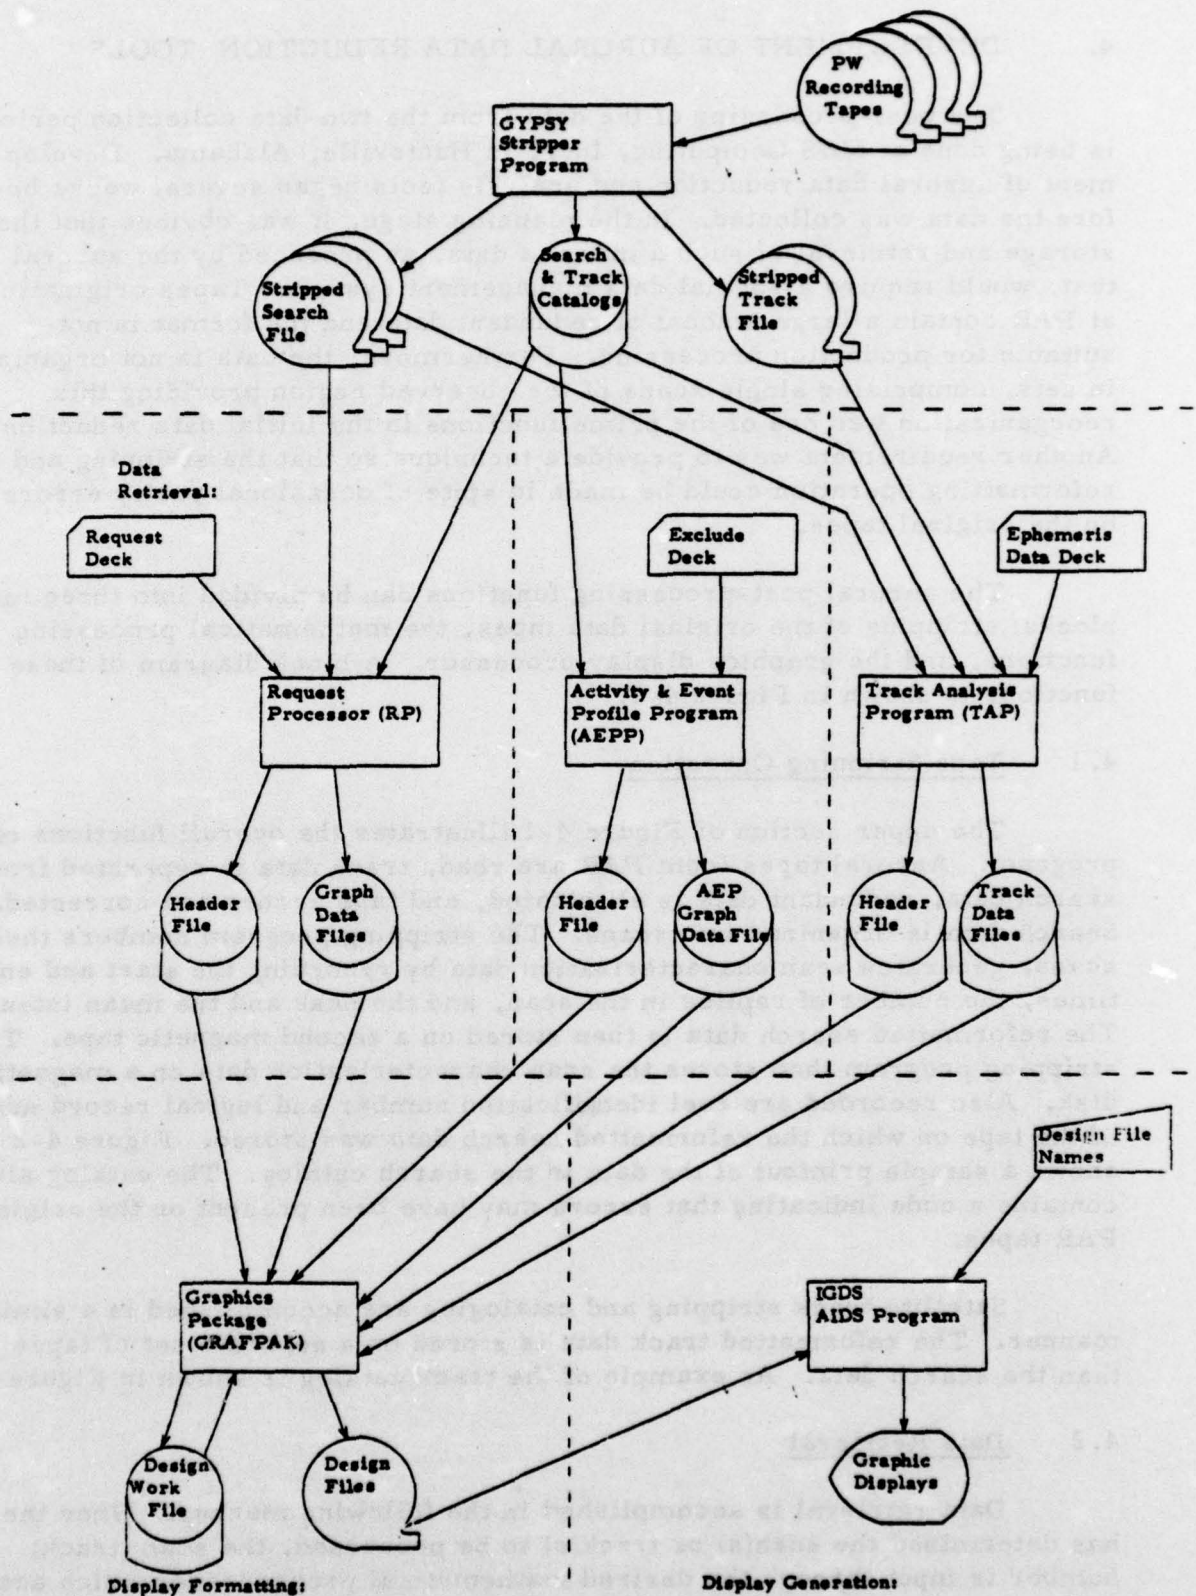 PW
Recording
Tapes
GYPSY
Stripper
Program
Stripped
Search
File
Search
& Track
Catalogs
Stripped
Track
File
Data
Retrieval:
Request
Deck
Exclude
Deck
Ephemeris
Data Deck
Request
Processor (RP)
Activity & Event
Profile Program
(AEPP)
Track Analysis
Program (TAP)
Header
File
Graph
Data
Files
Header
File
AEP
Graph
Data File
Header
File
Track
Data
Files
Design File
Names
Graphics
Package
(GRAFPAK)
IGDS
AIDS Program
Design
Work
File
Design
Files
Graphic
Displays
Display Formatting:
Display Generation: